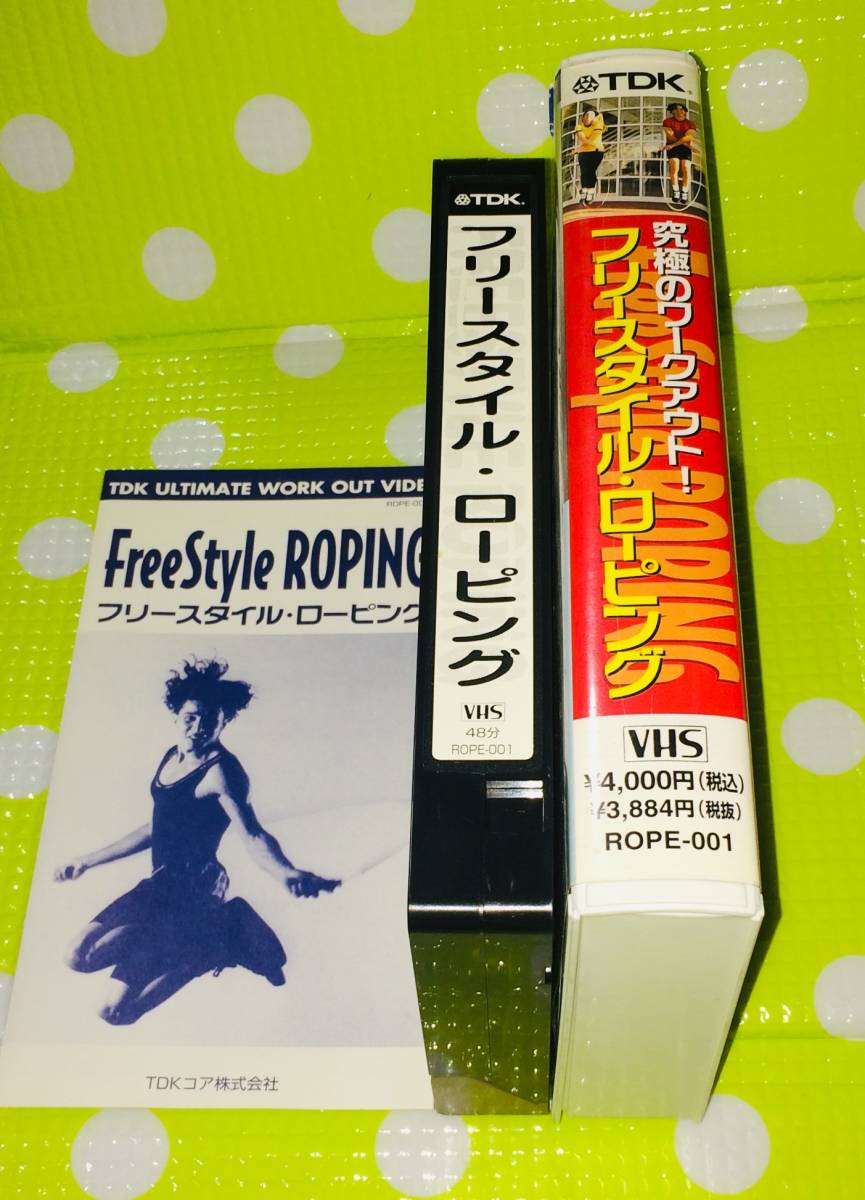 TDK ULTIMATE WORK OUT VIDE
FreeStyle ROPING
フリースタイル・ローピング
TDKコア株式会社
TDK
フリースタイル・ローピング
VHS
48分
ROPE-001
TDK
究極のワークアウト!
フリースタイル・ローピング
FreeStyle ROPING
VHS
¥4,000円(税込)
¥3,884円(税抜)
ROPE-001